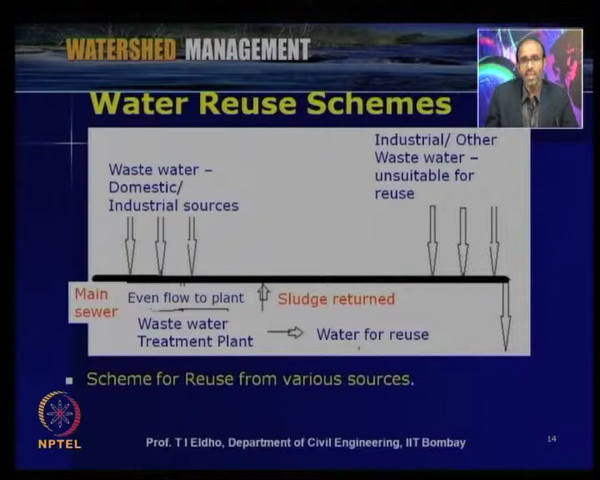 WATERSHED MANAGEMENT
Water Reuse Schemes
Waste water –
Domestic/
Industrial sources
Industrial/ Other
Waste water –
unsuitable for
reuse
Main
sewer
Even flow to plant
Sludge returned
Waste water
Treatment Plant
Water for reuse
Scheme for Reuse from various sources.
NPTEL
Prof. T I Eldho, Department of Civil Engineering, IIT Bombay
14